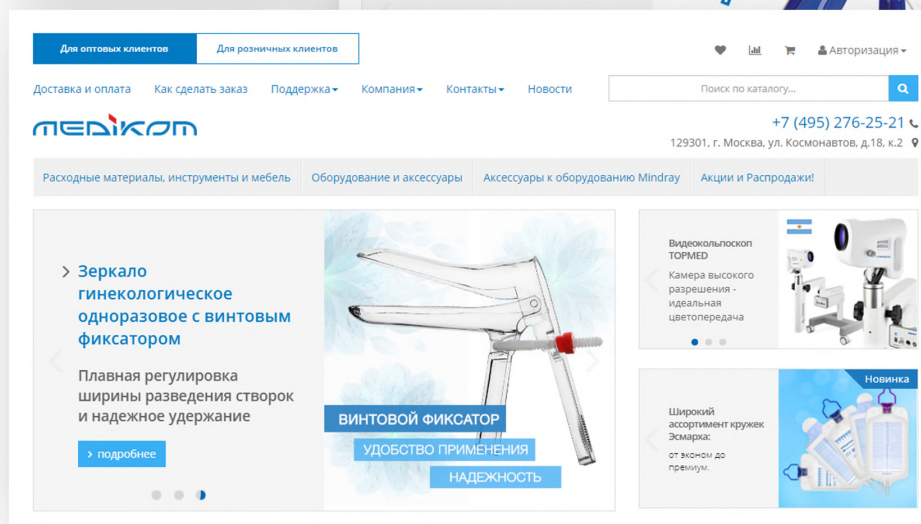 Для оптовых клиентов
Для розничных клиентов
Авторизация
Доставка и оплата
Как сделать заказ
Поддержка
Компания
Контакты
Новости
Поиск по каталогу...
medikom
+7 (495) 276-25-21
129301, г. Москва, ул. Космонавтов, д.18, к.2
Расходные материалы, инструменты и мебель
Оборудование и аксессуары
Аксессуары к оборудованию Mindray
Акции и Распродажи!
Зеркало
гинекологическое
одноразовое с винтовым
фиксатором
Плавная регулировка
ширины разведения створок
и надежное удержание
подробнее
ВИНТОВОЙ ФИКСАТОР
УДОБСТВО ПРИМЕНЕНИЯ
НАДЕЖНОСТЬ
Видеокольпоскоп
TOPMED
Камера высокого
разрешения -
идеальная
цветопередача
Новинка
Широкий
ассортимент кружек
Эсмарха:
от эконом до
премиум.